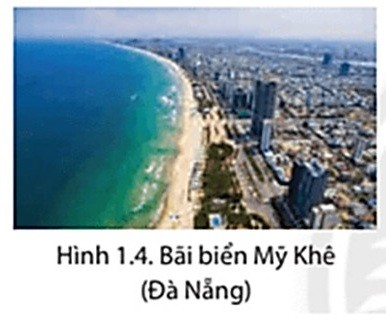 Hình 1.4. Bãi biển Mỹ Khê
(Đà Nẵng)